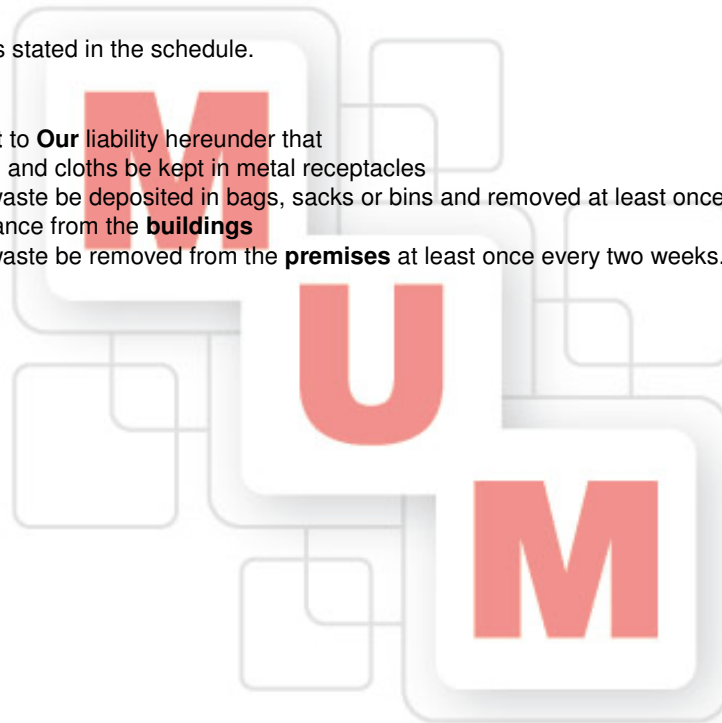 s stated in the schedule.
t to Our liability hereunder that
and cloths be kept in metal receptacles
waste be deposited in bags, sacks or bins and removed at least once
ance from the buildings
waste be removed from the premises at least once every two weeks.
M
U
M